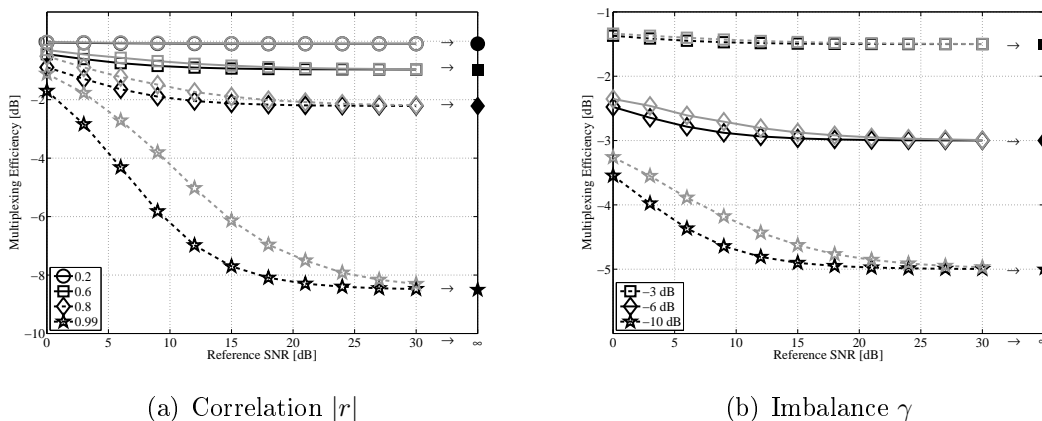 Multiplexing Efficiency [dB]
−2
−4
−6
−8
−10
0.2
0.6
0.8
0.99
→
→
→
→
0 5 10 15 20 25 30 → ∞
Reference SNR [dB]
(a) Correlation |r|
Multiplexing Efficiency [dB]
−1
−2
−3
−4
−5
−3 dB
−6 dB
−10 dB
→
→
→
0 5 10 15 20 25 30 → ∞
Reference SNR [dB]
(b) Imbalance γ